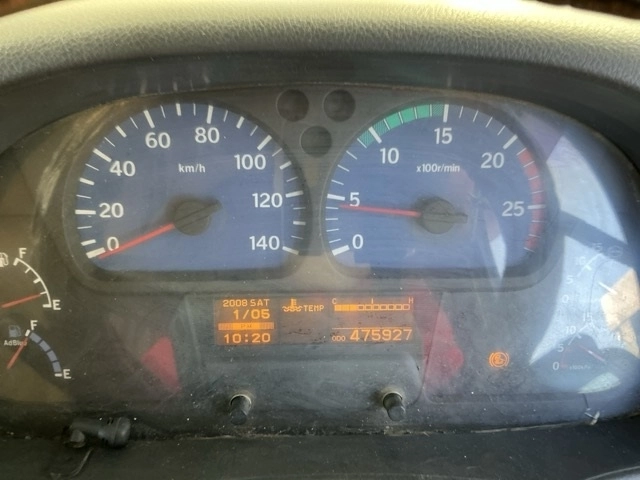 60 80
40 100
20 120
0 140
km/h
10 15 20
5 25
0
x100r/min
F
E
F
AdBlue
E
2008 SAT
1/05
10:20
TEMP
C H
ODO 475927